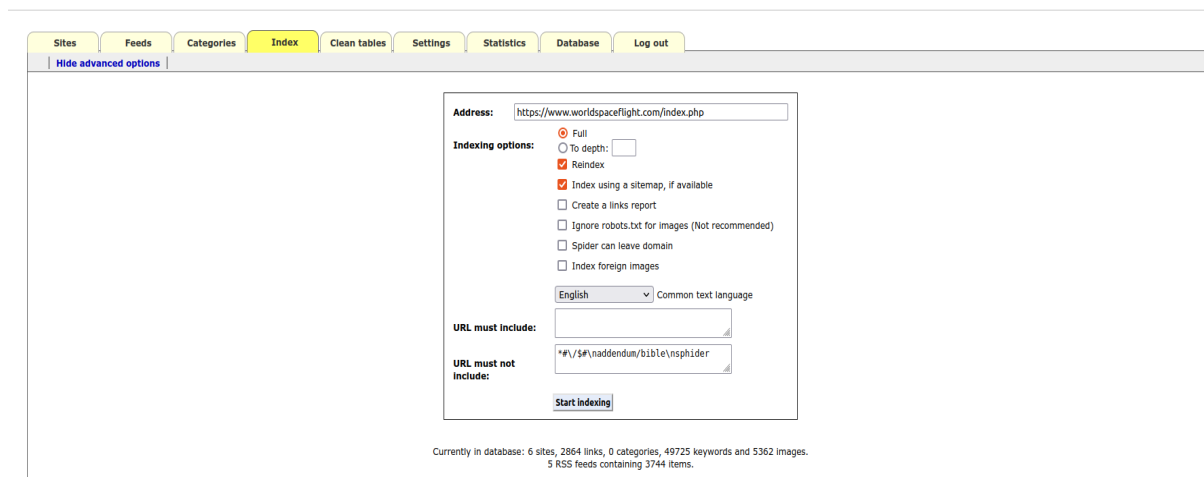 Sites Feeds Categories Index Clean tables Settings Statistics Database Log out
Hide advanced options
Address: https://www.worldspaceflight.com/index.php
Full
Indexing options:
To depth:
Reindex
Index using a sitemap, if available
Create a links report
Ignore robots.txt for images (Not recommended)
Spider can leave domain
Index foreign images
English Common text language
URL must include:
*#\/$#\naddendum/bible\nsphider
URL must not
include:
Start indexing
Currently in database: 6 sites, 2864 links, 0 categories, 49725 keywords and 5362 images.
5 RSS feeds containing 3744 items.